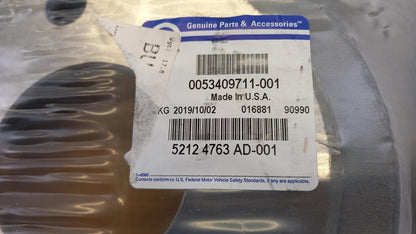 Genuine Parts & Accessories™
0053409711-001
Made In U.S.A.
KG 2019/10/02 016881 90990
5212 4763 AD-001
Contents conform to U.S. Federal Motor Vehicle Safety Standards, if any are applicable.